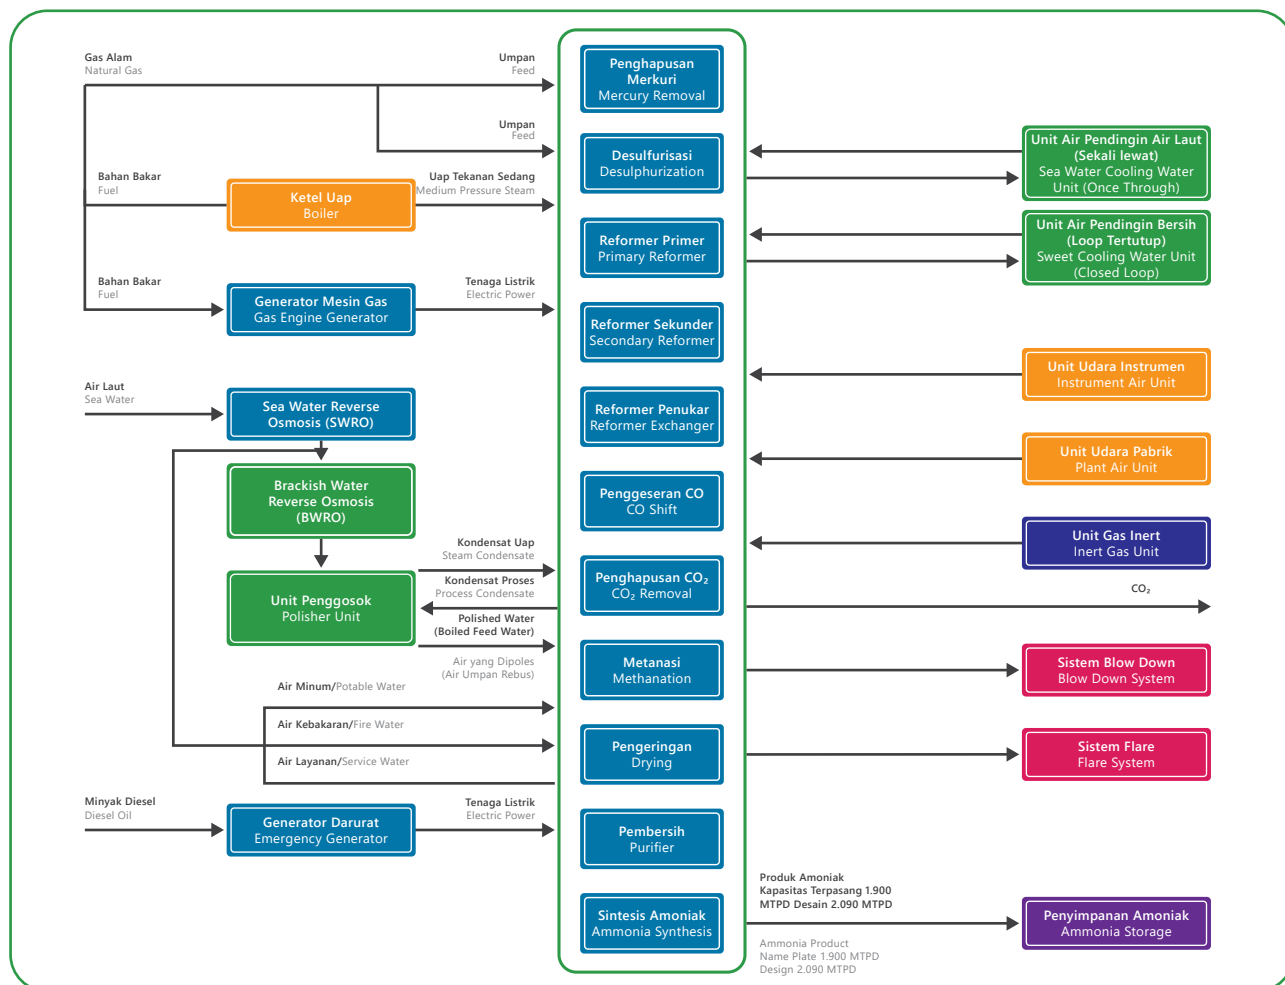 Gas Alam
Natural Gas
Umpan
Feed
Umpan
Feed
Bahan Bakar
Fuel
Ketel Uap
Boiler
Uap Tekanan Sedang
Medium Pressure Steam
Bahan Bakar
Fuel
Generator Mesin Gas
Gas Engine Generator
Tenaga Listrik
Electric Power
Air Laut
Sea Water
Sea Water Reverse
Osmosis (SWRO)
Brackish Water
Reverse Osmosis
(BWRO)
Unit Penggosok
Polisher Unit
Kondensat Uap
Steam Condensate
Kondensat Proses
Process Condensate
Polished Water
(Boiled Feed Water)
Air yang Dipoles
(Air Umpan Rebus)
Air Minum/Potable Water
Air Kebakaran/Fire Water
Air Layanan/Service Water
Minyak Diesel
Diesel Oil
Generator Darurat
Emergency Generator
Tenaga Listrik
Electric Power
Penghapusan
Merkuri
Mercury Removal
Desulfurisasi
Desulphurization
Reformer Primer
Primary Reformer
Reformer Sekunder
Secondary Reformer
Reformer Penukar
Reformer Exchanger
Penggeseran CO
CO Shift
Penghapusan CO₂
CO₂ Removal
Metanasi
Methanation
Pengeringan
Drying
Pembersih
Purifier
Sintesis Amoniak
Ammonia Synthesis
Unit Air Pendingin Air Laut
(Sekali lewat)
Sea Water Cooling Water
Unit (Once Through)
Unit Air Pendingin Bersih
(Loop Tertutup)
Sweet Cooling Water Unit
(Closed Loop)
Unit Udara Instrumen
Instrument Air Unit
Unit Udara Pabrik
Plant Air Unit
Unit Gas Inert
Inert Gas Unit
CO₂
Sistem Blow Down
Blow Down System
Sistem Flare
Flare System
Produk Amoniak
Kapasitas Terpasang 1.900
MTPD Desain 2.090 MTPD
Ammonia Product
Name Plate 1.900 MTPD
Design 2.090 MTPD
Penyimpanan Amoniak
Ammonia Storage